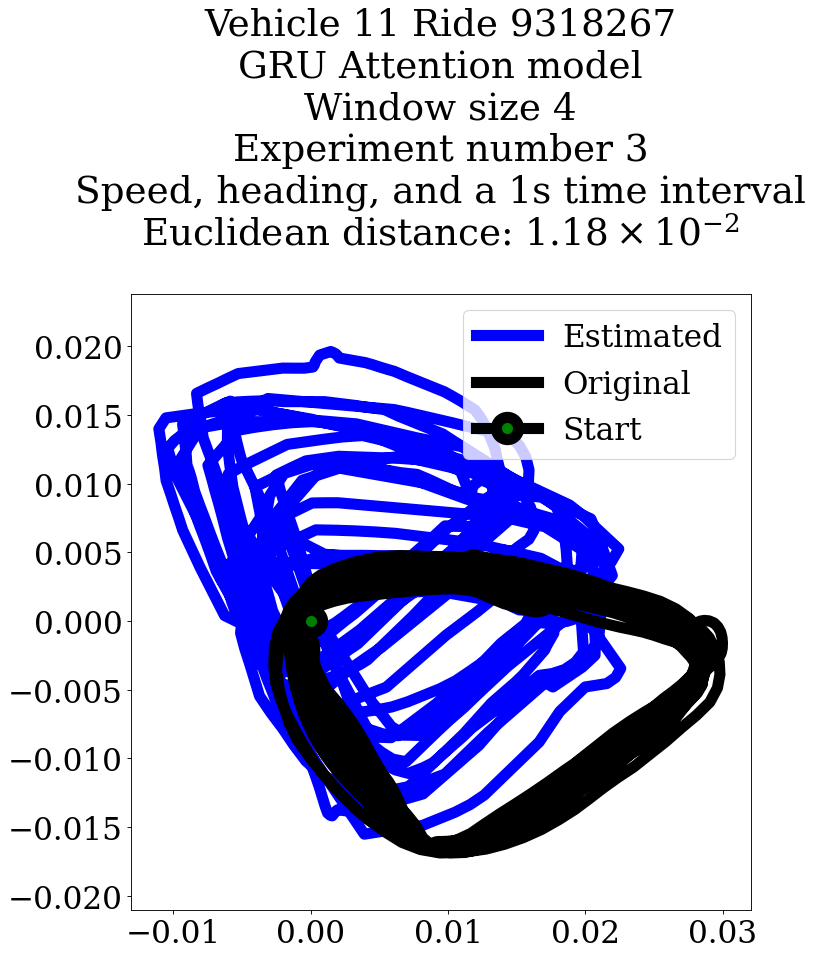 Vehicle 11 Ride 9318267
GRU Attention model
Window size 4
Experiment number 3
Speed, heading, and a 1s time interval
Euclidean distance: 1.18 × 10⁻²
Estimated
Original
Start
0.020
0.015
0.010
0.005
0.000
−0.005
−0.010
−0.015
−0.020
−0.01 0.00 0.01 0.02 0.03